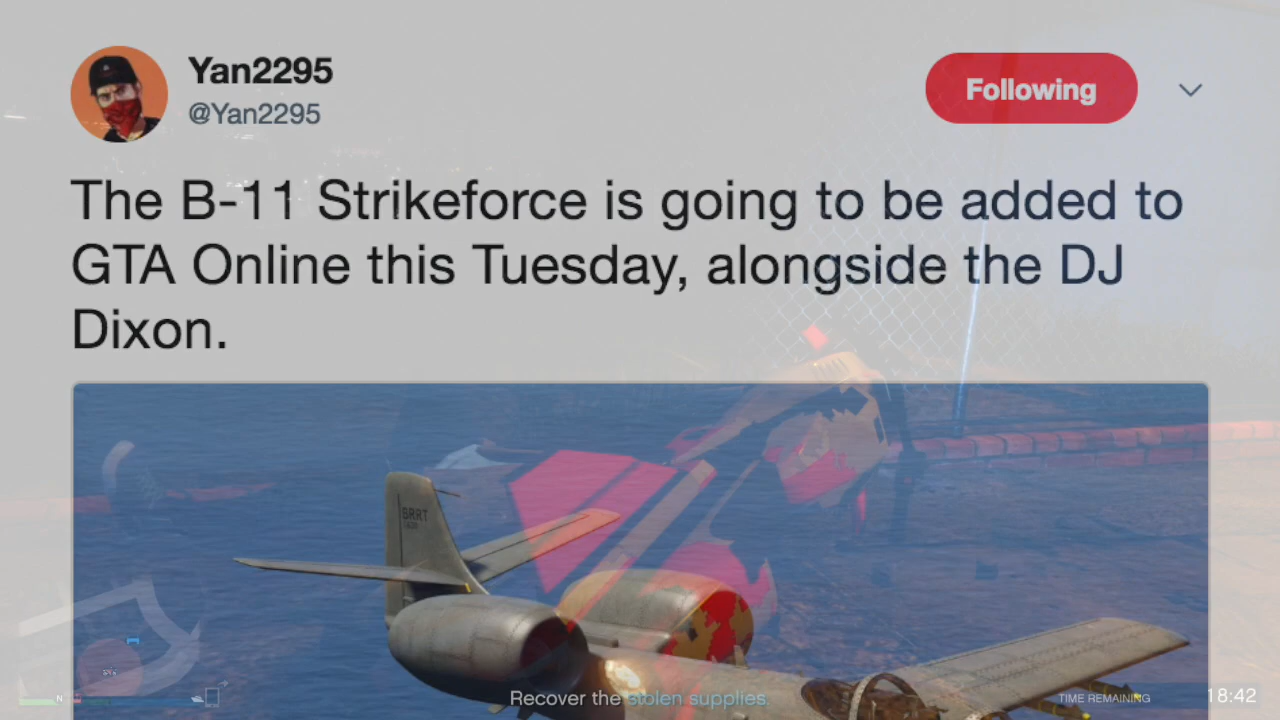 Yan2295
@Yan2295
Following
The B-11 Strikeforce is going to be added to
GTA Online this Tuesday, alongside the DJ
Dixon.
BRRT
N
Recover the stolen supplies.
TIME REMAINING
18:42